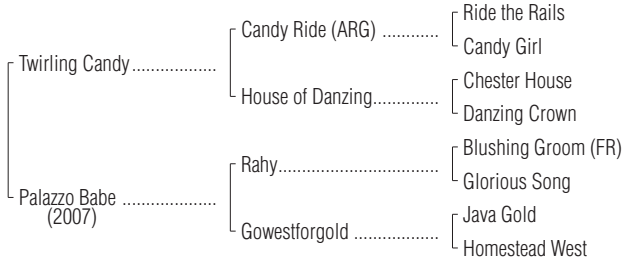 Ride the Rails
Candy Ride (ARG) ............
Candy Girl
Twirling Candy..................
Chester House
House of Danzing..............
Danzing Crown
Blushing Groom (FR)
Rahy..................................
Glorious Song
Palazzo Babe ....................
(2007)
Java Gold
Gowestforgold ..................
Homestead West